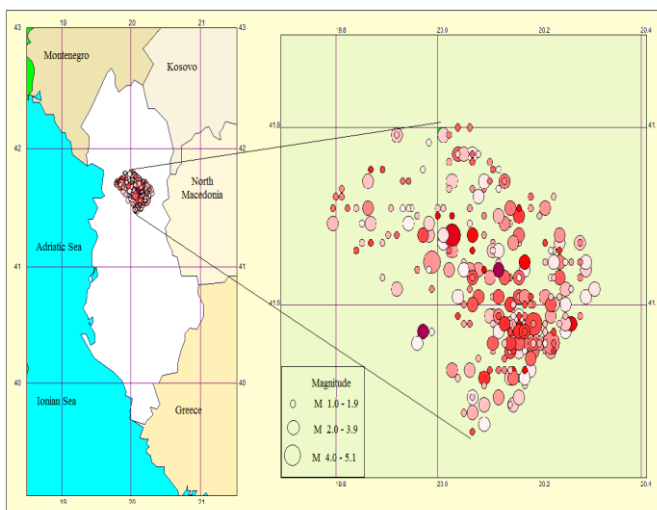 19
20
21
43
43
Montenegro
Kosovo
42
42
North
Macedonia
Adriatic Sea
41
41
40
40
Ionian Sea
Greece
19
20
21
19.8
20.0
20.2
20.4
41.8
Magnitude
M 1.0 - 1.9
M 2.0 - 3.9
M 4.0 - 5.1
19.8
20.0
20.2
20.4